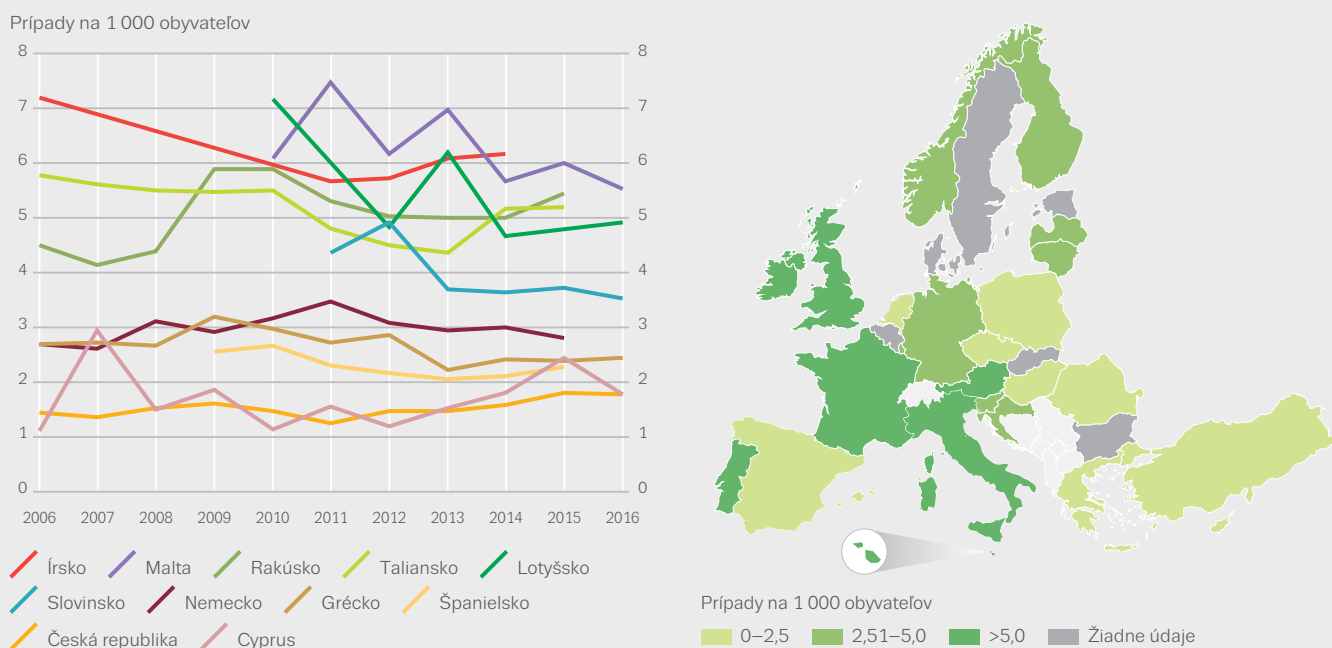 Prípady na 1 000 obyvateľov
8 8
7 7
6 6
5 5
4 4
3 3
2 2
1 1
0 0
2006 2007 2008 2009 2010 2011 2012 2013 2014 2015 2016
Írsko Malta Rakúsko Taliansko Lotyšsko
Slovinsko Nemecko Grécko Španielsko
Česká republika Cyprus
Prípady na 1 000 obyvateľov
0–2,5 2,51–5,0 >5,0 Žiadne údaje